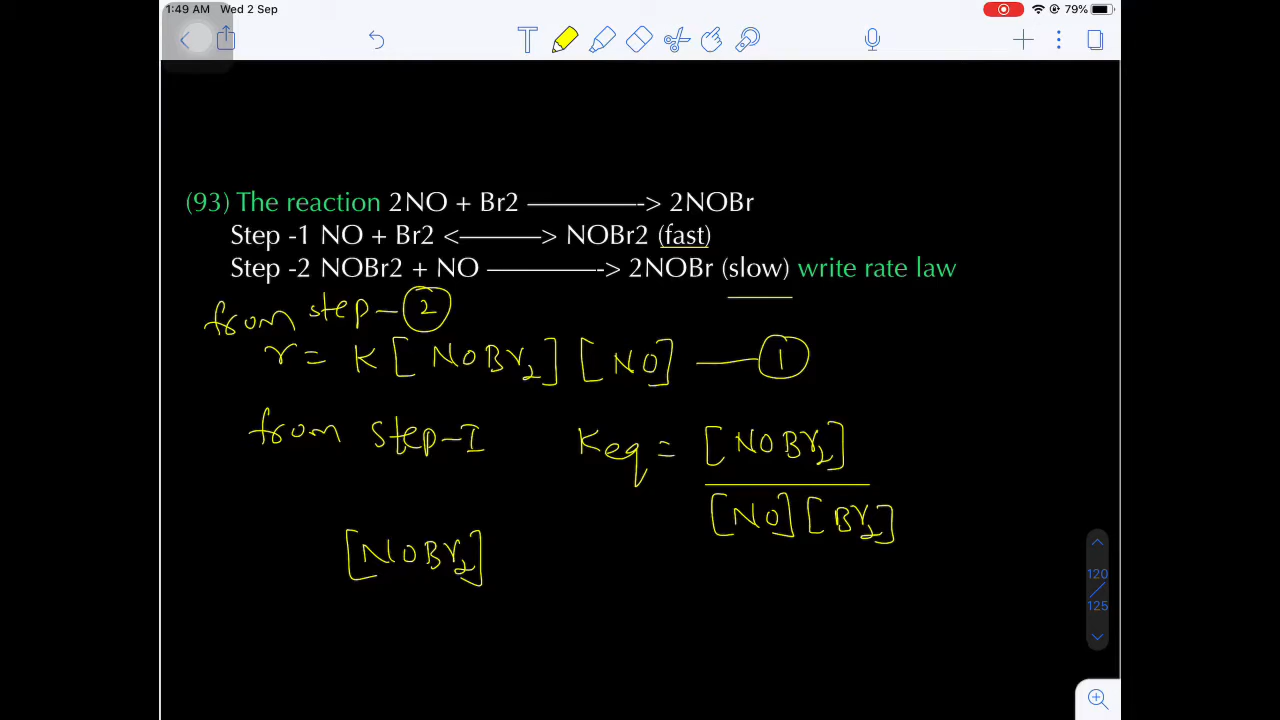 1:49 AM Wed 2 Sep 79%
(93) The reaction 2NO + Br2 ————-> 2NOBr
Step -1 NO + Br2 <————> NOBr2 (fast)
Step -2 NOBr2 + NO ————-> 2NOBr (slow) write rate law
from step-2
r = K[NOBr₂][NO] — 1
from step-I Keq = [NOBr₂]
[NO][Br₂]
[NOBr₂]
120
/
125